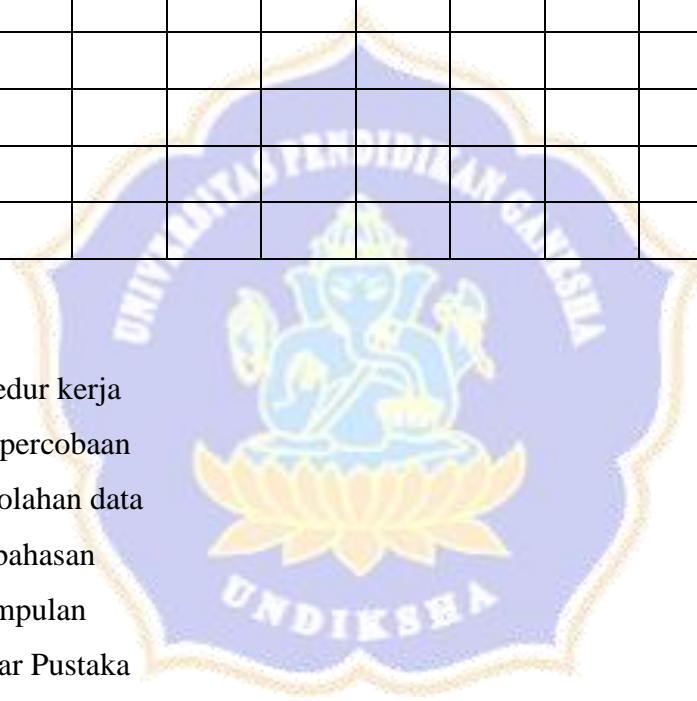 UNIVERSITAS PENDIDIKAN GANESHA
edur kerja
percobaan
olahan data
bahasan
mpulan
ar Pustaka
UNDIKSHA